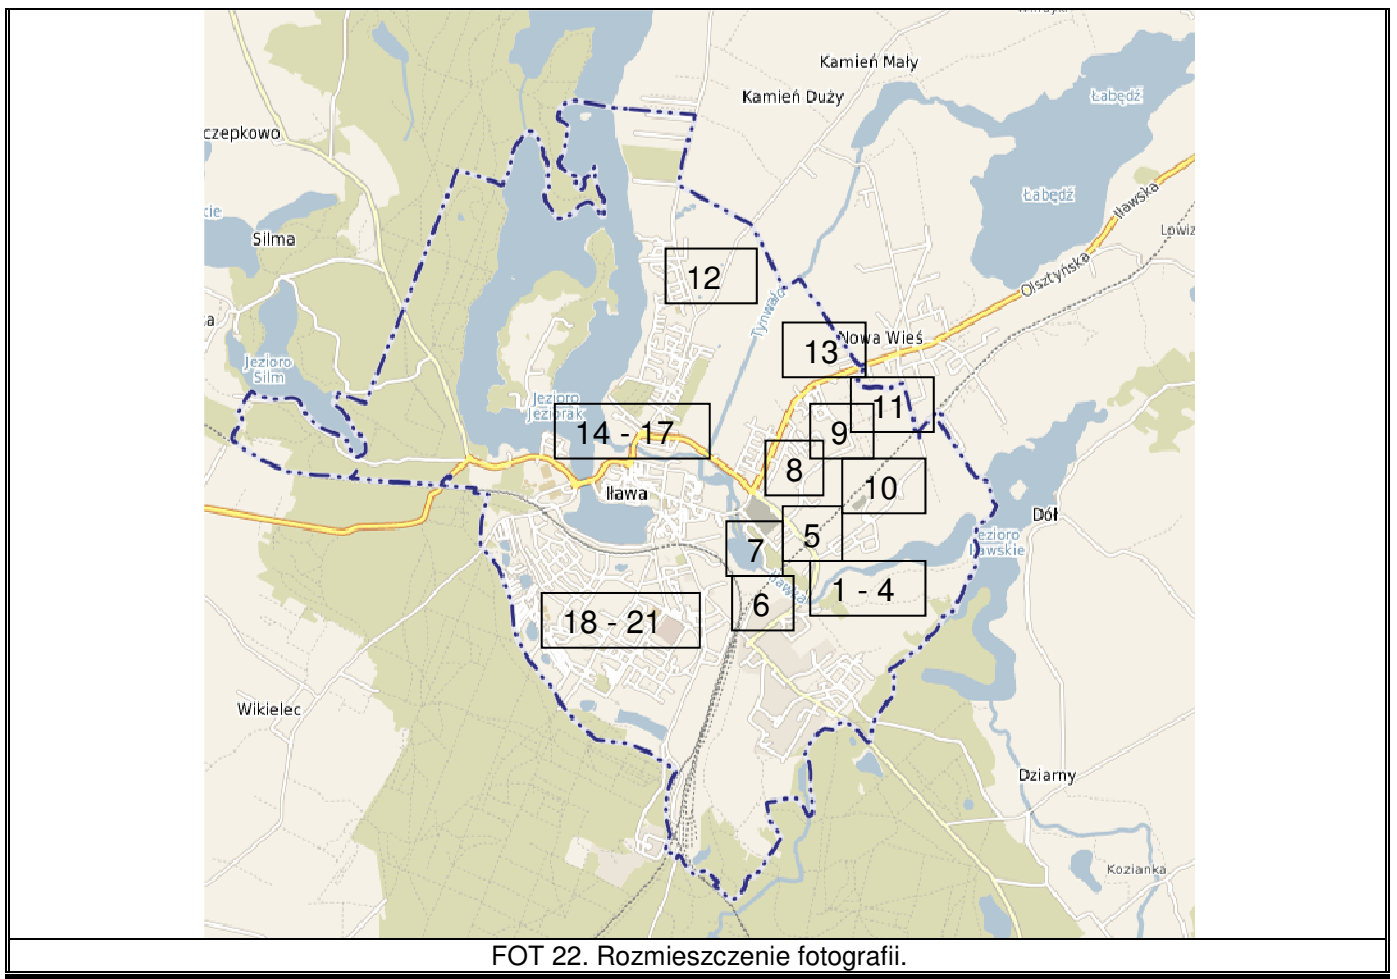 Kamień Mały
Kamień Duży
Łabędź
czepkowo
Łabędź
Iławska
cie
Silma
Lowiz
12
Olsztyńska
Tynwałd
a
13
Nowa Wieś
Jezioro
Silm
Jezioro
Jeziorak
11
14 - 17
9
8
10
Iława
Dół
5
Jezioro
Iławskie
7
1 - 4
6
18 - 21
Wikielec
Dziarny
Kozianka
FOT 22. Rozmieszczenie fotografii.